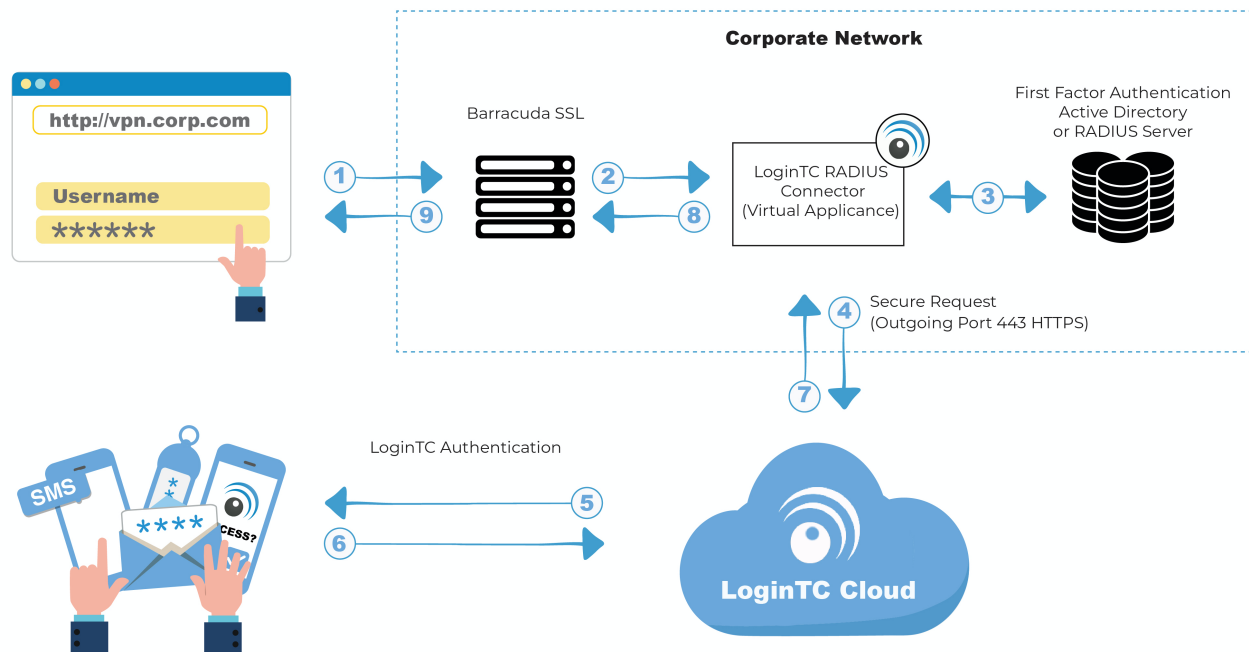 Corporate Network
http://vpn.corp.com
Username
******
Barracuda SSL
LoginTC RADIUS
Connector
(Virtual Applicance)
First Factor Authentication
Active Directory
or RADIUS Server
1
9
2
8
3
4
Secure Request
(Outgoing Port 443 HTTPS)
7
LoginTC Authentication
5
6
SMS
**
****
CESS?
LoginTC Cloud